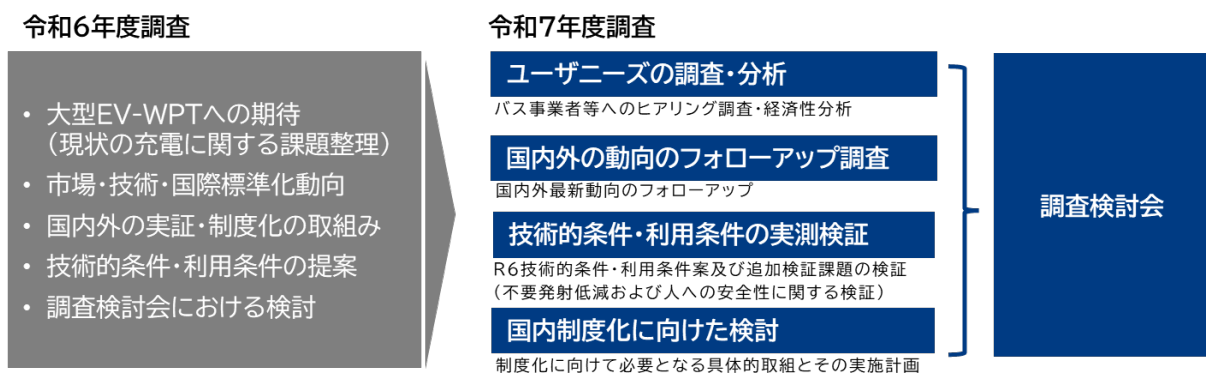 令和6年度調査
• 大型EV-WPTへの期待
（現状の充電に関する課題整理）
• 市場・技術・国際標準化動向
• 国内外の実証・制度化の取組み
• 技術的条件・利用条件の提案
• 調査検討会における検討
令和7年度調査
ユーザニーズの調査・分析
バス事業者等へのヒアリング調査・経済性分析
国内外の動向のフォローアップ調査
国内外最新動向のフォローアップ
技術的条件・利用条件の実測検証
R6技術的条件・利用条件案及び追加検証課題の検証
（不要発射低減および人への安全性に関する検証）
国内制度化に向けた検討
制度化に向けて必要となる具体的取組とその実施計画
調査検討会